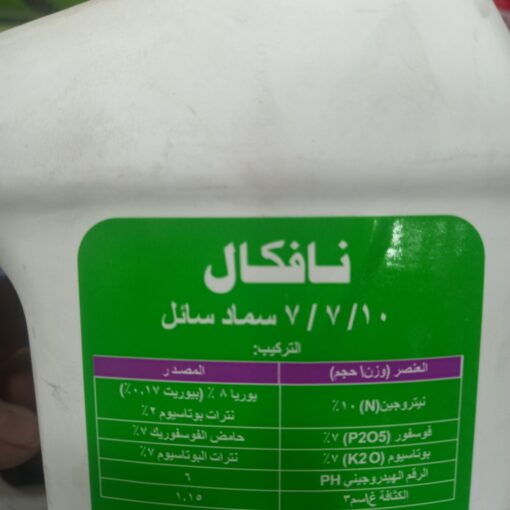 نافكال
٧ / ٧ / ١٠ سماد سائل
التركيب:
العنصر (وزن\ حجم) المصدر
نيتروجين (N) ١٠٪ يوريا ٨ ٪ (بيوريت ٠،١٧٪)
نترات بوتاسيوم ٢٪
فوسفور (P2O5) ٧٪ حامض الفوسفوريك ٧٪
بوتاسيوم (K2O) ٧٪ نترات البوتاسيوم ٧٪
الرقم الهيدروجيني PH ٦
الكثافة غ\سم٣ ١،١٥